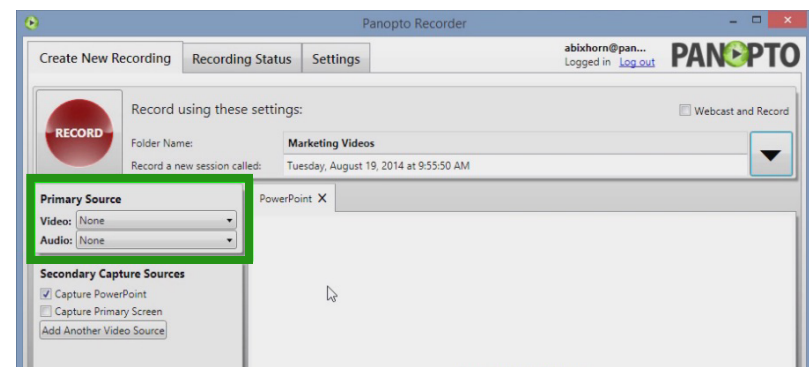 Panopto Recorder
Create New Recording Recording Status Settings
abixhorn@pan...
Logged in Log out
PANOPTO
RECORD
Record using these settings:
Webcast and Record
Folder Name: Marketing Videos
Record a new session called: Tuesday, August 19, 2014 at 9:55:50 AM
Primary Source
Video: None
Audio: None
PowerPoint X
Secondary Capture Sources
Capture PowerPoint
Capture Primary Screen
Add Another Video Source